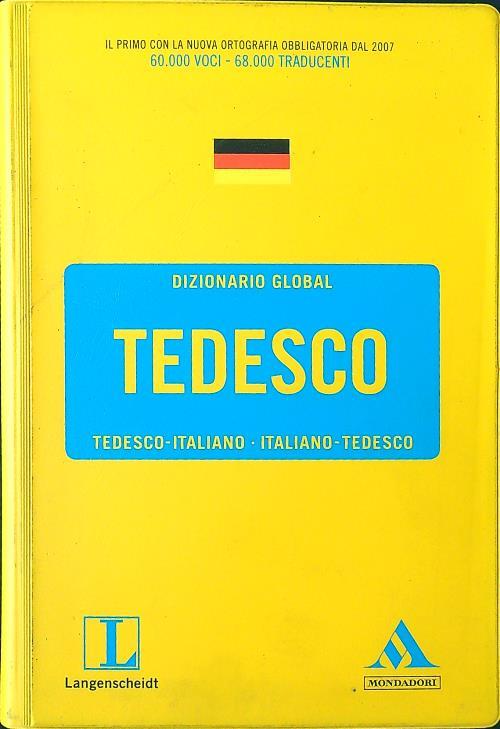 IL PRIMO CON LA NUOVA ORTOGRAFIA OBBLIGATORIA DAL 2007
60.000 VOCI - 68.000 TRADUCENTI
DIZIONARIO GLOBAL
TEDESCO
TEDESCO-ITALIANO · ITALIANO-TEDESCO
L
Langenscheidt
MONDADORI